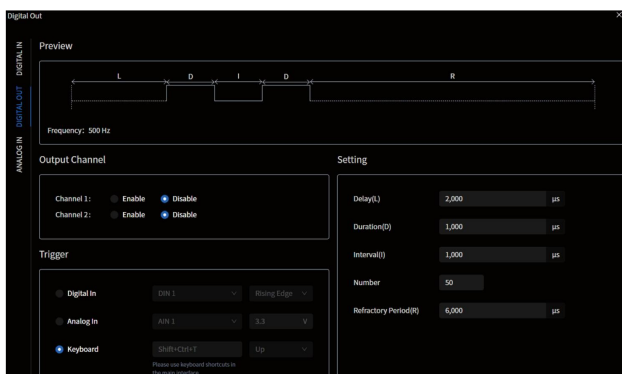 Digital Out
×
DIGITAL IN
DIGITAL OUT
ANALOG IN
Preview
L D I D R
Frequency: 500 Hz
Output Channel
Channel 1: Enable Disable
Channel 2: Enable Disable
Trigger
Digital In DIN 1 Rising Edge
Analog In AIN 1 3.3 V
Keyboard Shift+Ctrl+T Up
Please use keyboard shortcuts in
the main interface
Setting
Delay(L) 2,000 µs
Duration(D) 1,000 µs
Interval(I) 1,000 µs
Number 50
Refractory Period(R) 6,000 µs